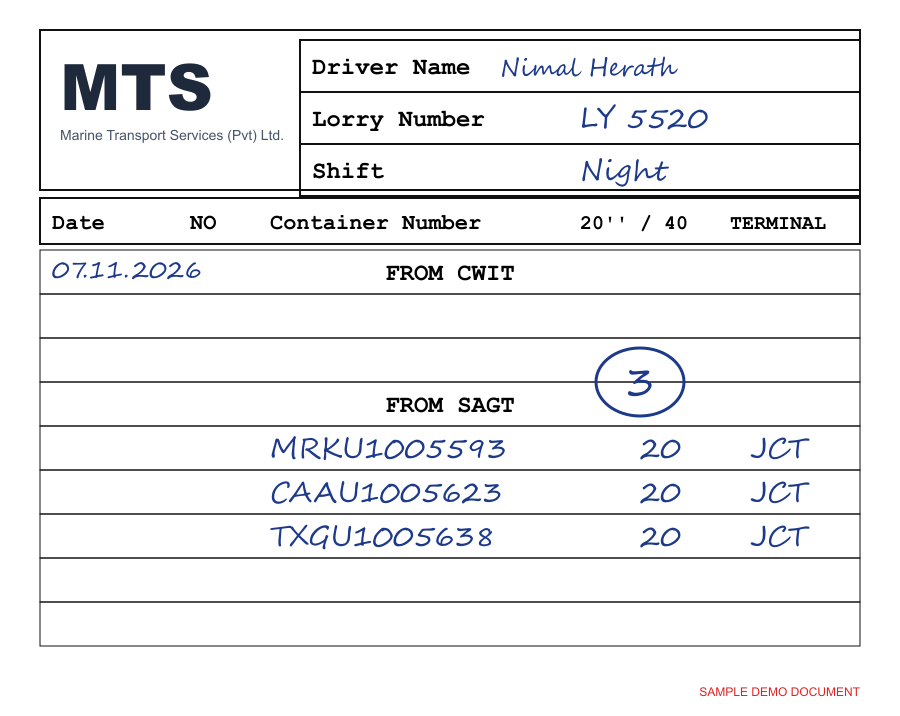 MTS
Marine Transport Services (Pvt) Ltd.
Driver Name Nimal Herath
Lorry Number LY 5520
Shift Night
Date NO Container Number 20'' / 40 TERMINAL
07.11.2026 FROM CWIT
3
FROM SAGT
MRKU1005593 20 JCT
CAAU1005623 20 JCT
TXGU1005638 20 JCT
SAMPLE DEMO DOCUMENT